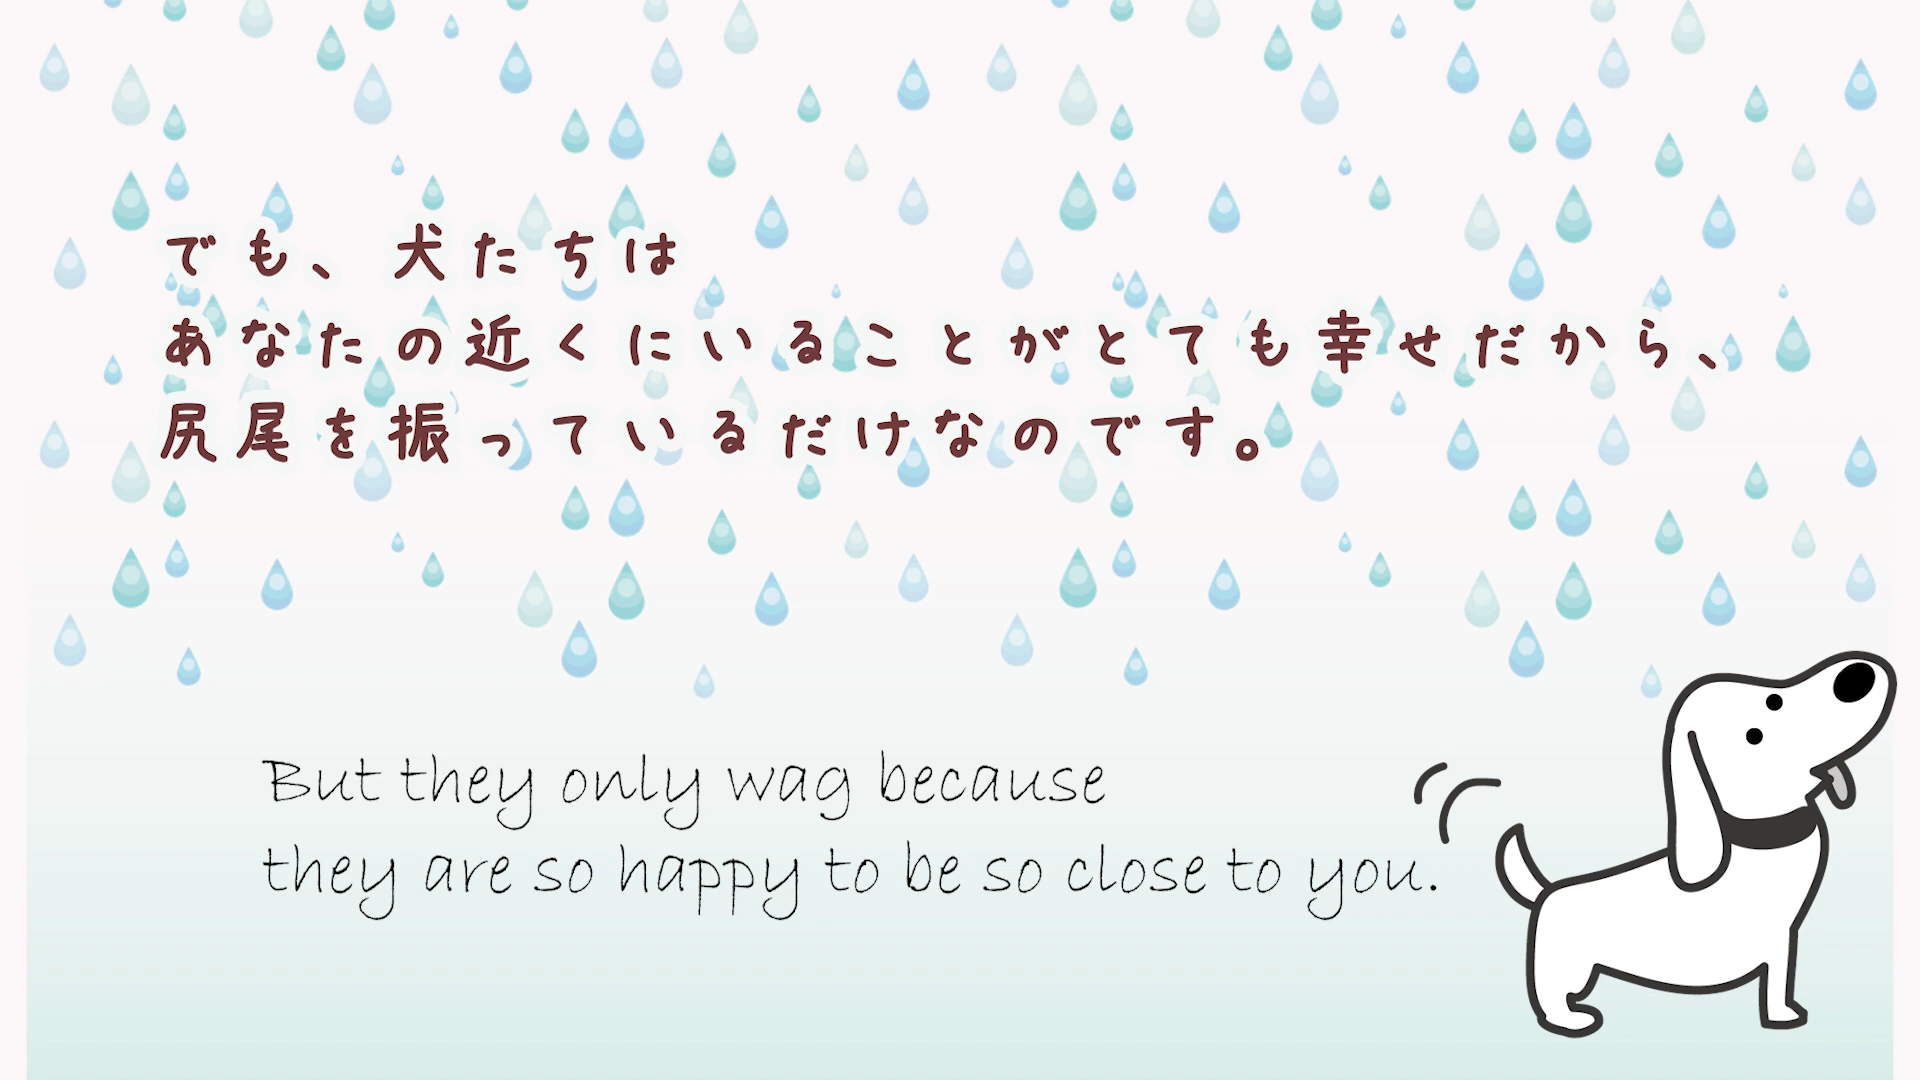 でも、犬たちは
あなたの近くにいることがとても幸せだから、
尻尾を振っているだけなのです。
But they only wag because
they are so happy to be so close to you.